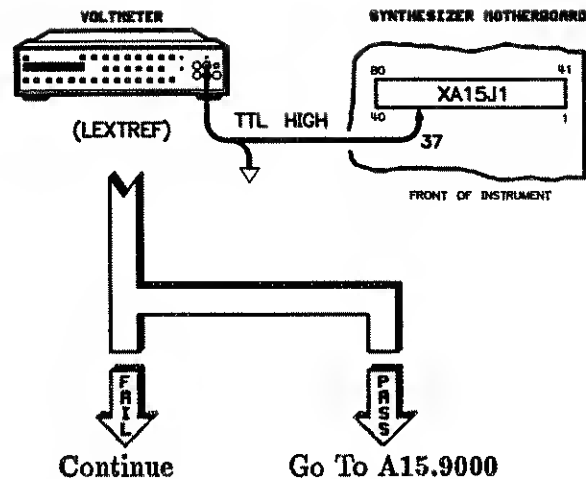 VOLTMETER
SYNTHESIZER MOTHERBOARD
80 41
XA15J1
40 1
(LEXTREF)
TTL HIGH
37
FRONT OF INSTRUMENT
FAIL
PASS
Continue
Go To A15.9000